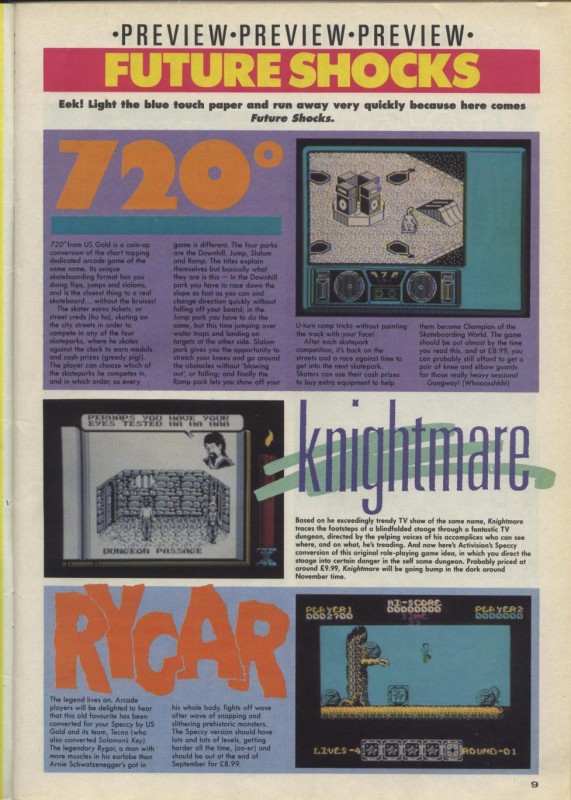 •PREVIEW•PREVIEW•PREVIEW•
FUTURE SHOCKS
Eek! Light the blue touch paper and run away very quickly because here comes
Future Shocks.
720°
720° from US Gold is a coin-op
conversion of the chart topping
dedicated arcade game of the
same name. Its unique
skateboarding format has you
doing flips, jumps and slaloms,
and is the closest thing to a real
skateboard... without the bruises!
The skater earns tickets, or
street creds (ho ho), skating on
the city streets in order to
compete in any of the four
skateparks, where he skates
against the clock to earn medals
and cash prizes (greedy pig!).
The player can choose which of
the skateparks he competes in,
and in which order, so every
game is different. The four parks
are the Downhill, Jump, Slalom
and Ramp. The titles explain
themselves but basically what
they are is this — In the Downhill
park you have to race down the
slope as fast as you can and
change direction quickly without
falling off your board; in the
Jump park you have to do the
same, but this time jumping over
water traps and landing on
targets at the other side. Slalom
park gives you the opportunity to
stretch your knees and go around
the obstacles without 'blowing
out', or falling; and finally the
Ramp park lets you show off your
U-turn ramp tricks without painting
the track with your face!
After each skatepark
competition, it's back on the
streets and a race against time to
get into the next skatepark.
Skaters can use their cash prizes
to buy extra equipment to help
them become Champion of the
Skateboarding World. The game
should be out almost by the time
you read this, and at £8.99, you
can probably still afford to get a
pair of knee and elbow guards
for those really heavy sessions!
Gangway! (Whooosshhh!)
PERHAPS YOU HAVE YOUR
EYES TESTED HA HA HAA
DUNGEON PASSAGE
knightmare
Based on he exceedingly trendy TV show of the same name, Knightmare
traces the footsteps of a blindfolded stooge through a fantastic TV
dungeon, directed by the yelping voices of his accomplices who can see
where, and on what, he's treading. And now here's Activision's Speccy
conversion of this original role-playing game idea, in which you direct the
stooge into certain danger in the self some dungeon. Probably priced at
around £9.99, Knightmare will be going bump in the dark around
November time.
RYGAR
The legend lives on. Arcade
players will be delighted to hear
that this old favourite has been
converted for your Speccy by US
Gold and its team, Tecno (who
also converted Solomon's Key).
The legendary Rygar, a man with
more muscles in his earlobe than
Arnie Schwatzenegger's got in
his whole body, fights off wave
after wave of snapping and
slithering prehistoric monsters.
The Speccy version should have
lots and lots of levels, getting
harder all the time, (oo-er) and
should be out at the end of
September for £8.99.
PLAYER1 HI-SCORE PLAYER2
0002700 00000000 0000000
TIME
LIVES-4 ROUND-01
9